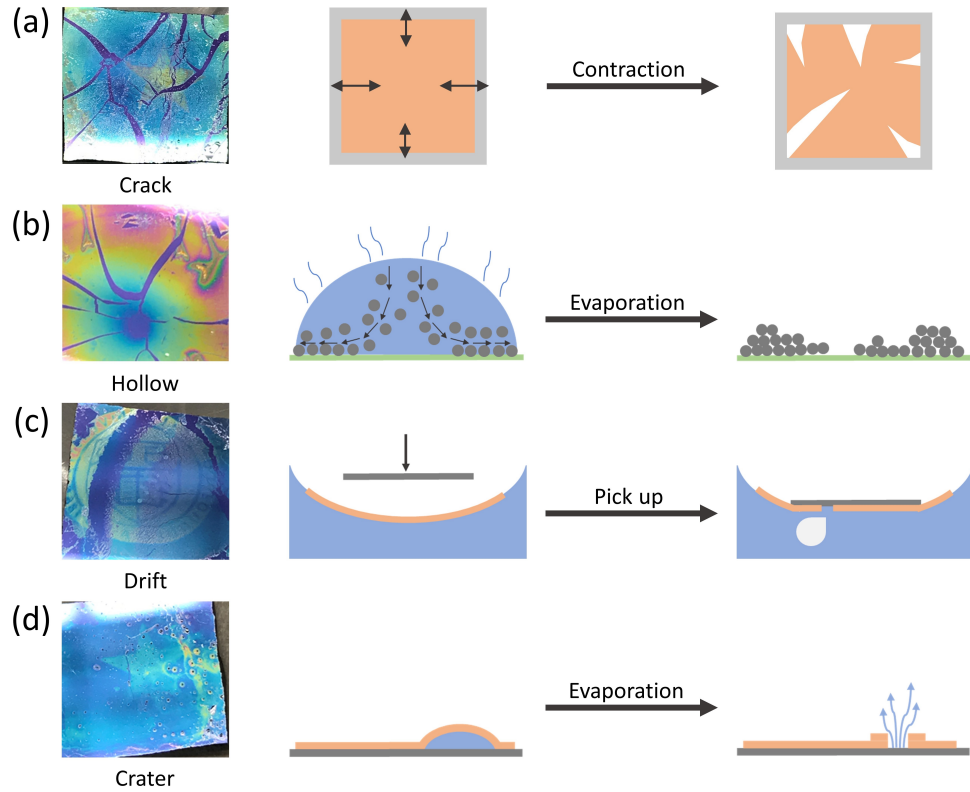 (a)
Contraction
Crack
(b)
Evaporation
Hollow
(c)
Pick up
Drift
(d)
Evaporation
Crater